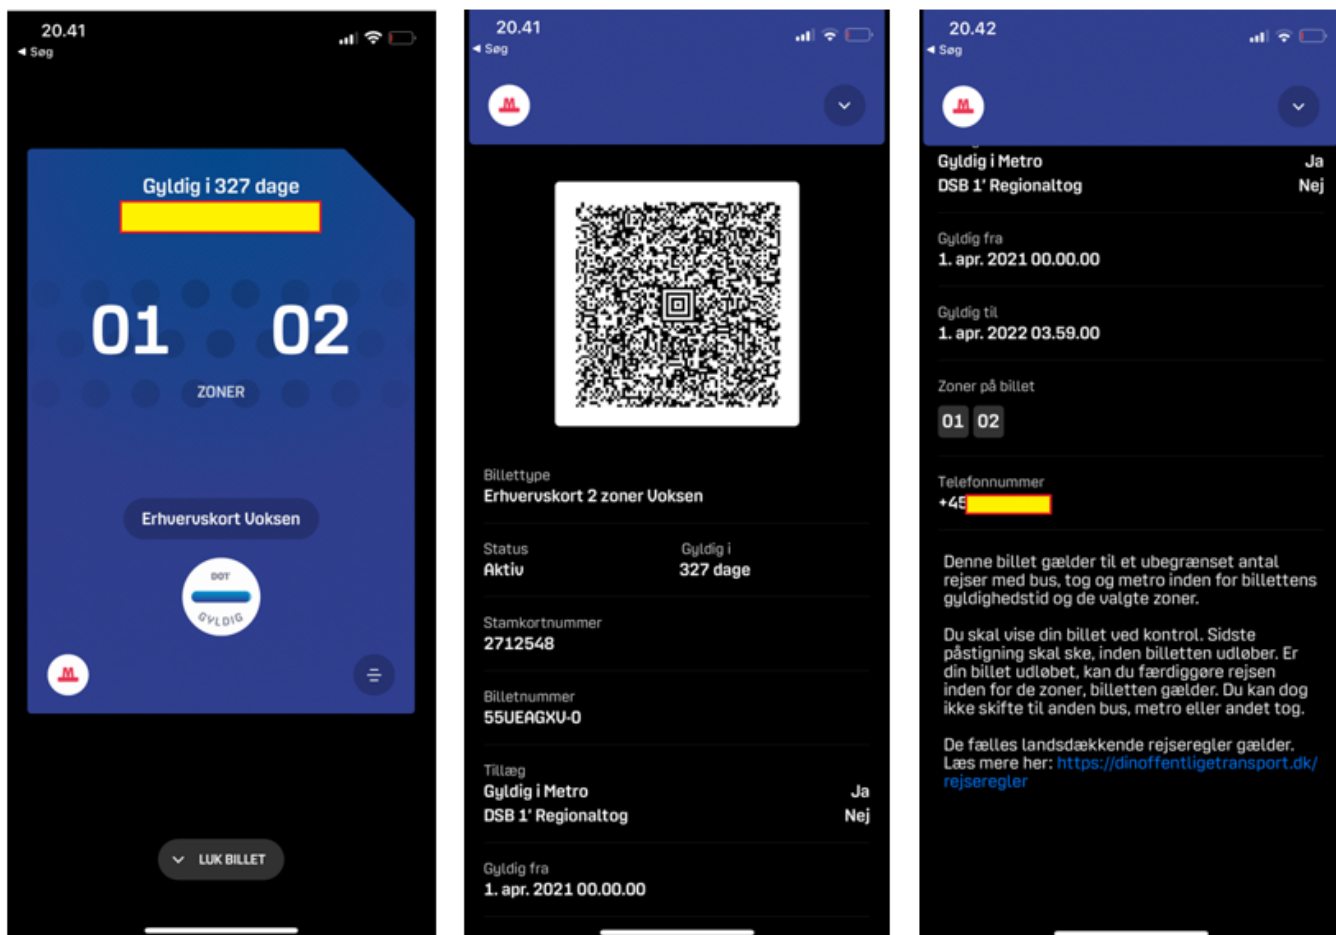 20.41
◄ Søg
Gyldig i 327 dage
01 02
ZONER
Erhvervskort Voksen
DOT
GYLDIG
M
LUK BILLET
20.41
◄ Søg
M
Billettype
Erhvervskort 2 zoner Voksen
Status Gyldig i
Aktiv 327 dage
Stamkortnummer
2712548
Billetnummer
55UEAGXV-0
Tillæg
Gyldig i Metro Ja
DSB 1' Regionaltog Nej
Gyldig fra
1. apr. 2021 00.00.00
20.42
◄ Søg
M
Gyldig i Metro Ja
DSB 1' Regionaltog Nej
Gyldig fra
1. apr. 2021 00.00.00
Gyldig til
1. apr. 2022 03.59.00
Zoner på billet
01 02
Telefonnummer
+45
Denne billet gælder til et ubegrænset antal
rejser med bus, tog og metro inden for billettens
gyldighedstid og de valgte zoner.
Du skal vise din billet ved kontrol. Sidste
påstigning skal ske, inden billetten udløber. Er
din billet udløbet, kan du færdiggøre rejsen
inden for de zoner, billetten gælder. Du kan dog
ikke skifte til anden bus, metro eller andet tog.
De fælles landsdækkende rejseregler gælder.
Læs mere her: https://dinoffentligetransport.dk/
rejseregler